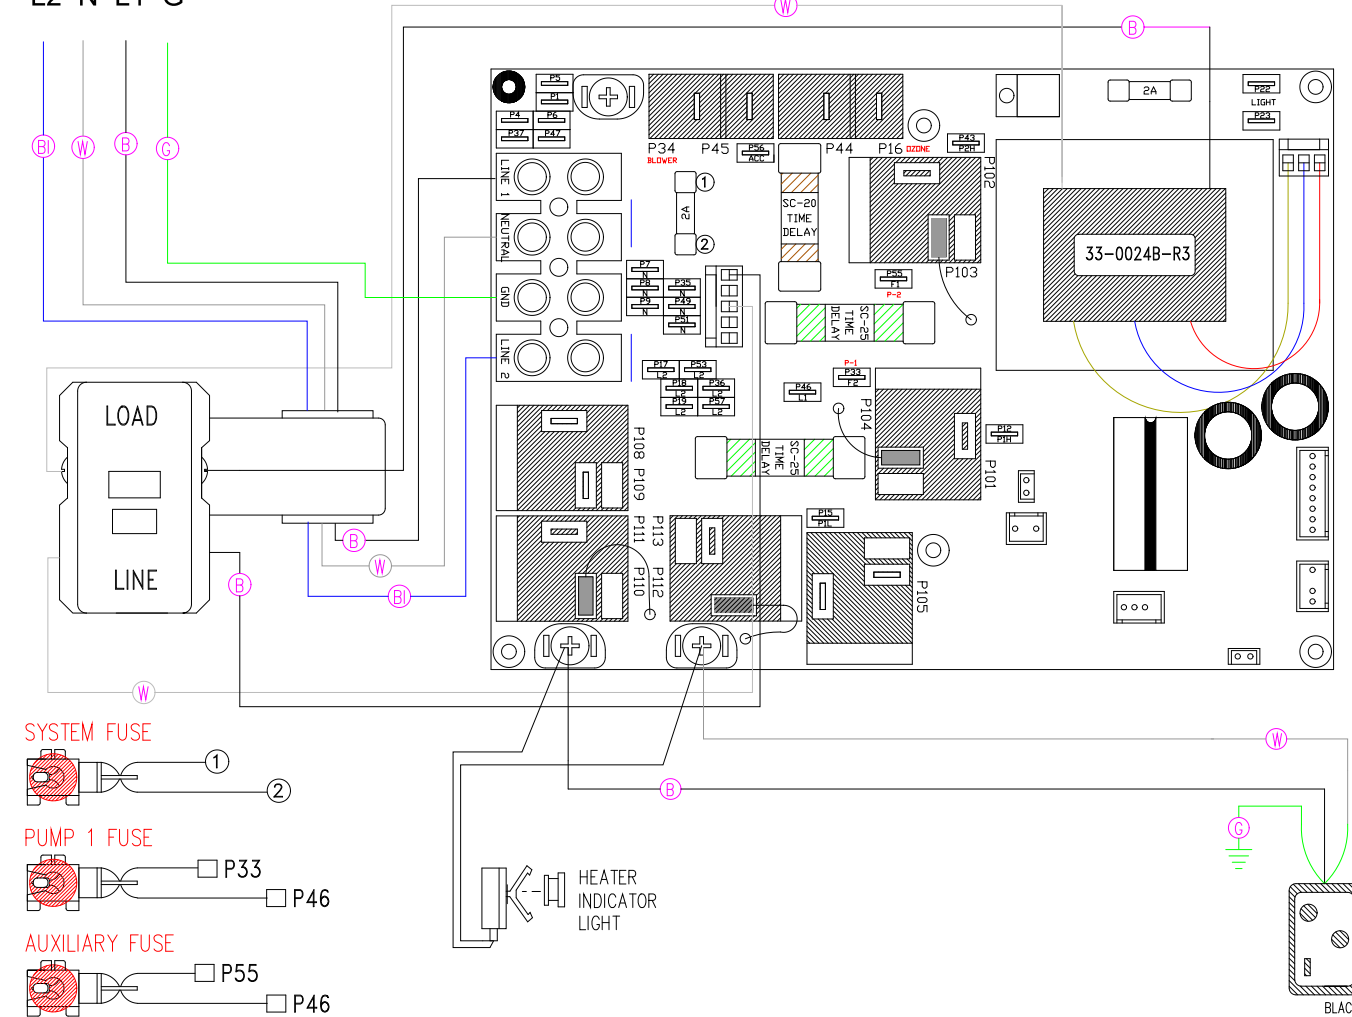 L2 N L1 G
W
B
Bl W B G
P5
P1
P4 P6
P37 P47
P34 P45 P44 P16
BLOWER
OZONE
P56
ACC
P43
P2H
P102
2A
P22
LIGHT
P23
LINE 1
NEUTRAL
GND
LINE 2
1
2A
2
SC-20
TIME
DELAY
P103
33-0024B-R3
P7
N
P8
N
P9
N
P35
N
P49
N
P51
N
P55
F1
P-2
SC-25
TIME
DELAY
P-1
P33
F2
P17
L2
P53
L2
P18
L2
P36
L2
P19
L2
P57
L2
P46
L1
P104
P12
P1H
P101
LOAD
LINE
P108
P109
SC-25
TIME
DELAY
P15
P1L
P111
P113
P110
P112
P105
B
W
Bl
B
W
SYSTEM FUSE
1
2
PUMP 1 FUSE
P33
P46
AUXILIARY FUSE
P55
P46
W
B
G
HEATER
INDICATOR
LIGHT
BLAC